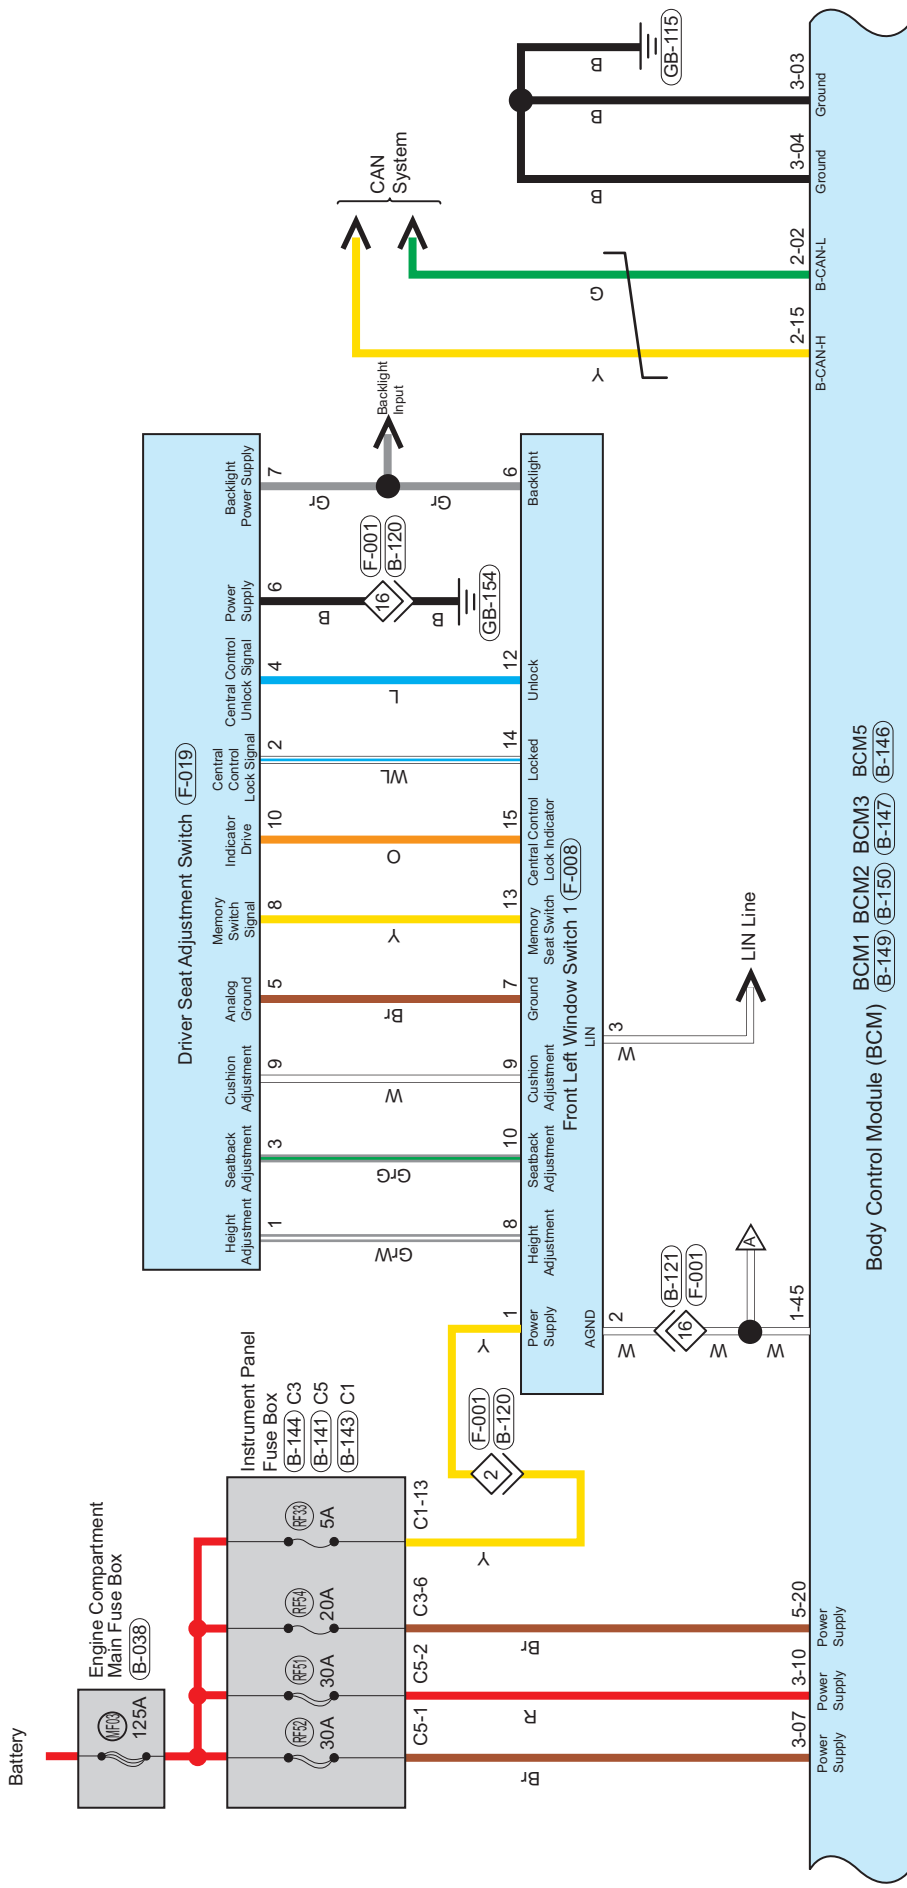 Battery
Engine Compartment
Main Fuse Box
B-038
MF03
125A
Instrument Panel
Fuse Box
B-144 C3
B-141 C5
B-143 C1
RF52
30A
RF51
30A
RF54
20A
RF33
5A
C5-1
C5-2
C3-6
C1-13
Br
R
Br
Y
Y
2
F-001
B-120
Driver Seat Adjustment Switch F-019
Height
Adjustment
1
Seatback
Adjustment
3
Cushion
Adjustment
9
Analog
Ground
5
Memory
Switch
Signal
8
Indicator
Drive
10
Central
Control
Lock Signal
2
Central Control
Unlock Signal
4
Power
Supply
6
Backlight
Power Supply
7
GrW
GrG
W
Br
Y
O
WL
L
B
16
F-001
B-120
B
GB-154
Gr
Gr
Backlight
Input
1
Power
Supply
8
Height
Adjustment
10
Seatback
Adjustment
9
Cushion
Adjustment
7
Ground
13
Memory
Seat Switch
15
Central Control
Lock Indicator
14
Locked
12
Unlock
6
Backlight
Front Left Window Switch 1 F-008
AGND
2
LIN
3
W
W
LIN Line
16
B-121
F-001
W
A
W
CAN
System
Y
G
B
B
B
GB-115
3-07
Power
Supply
3-10
Power
Supply
5-20
Power
Supply
1-45
2-15
B-CAN-H
2-02
B-CAN-L
3-04
Ground
3-03
Ground
Body Control Module (BCM)
BCM1 BCM2 BCM3 BCM5
B-149 B-150 B-147 B-146